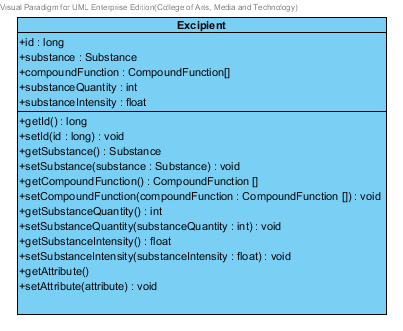 Visual Paradigm for UML Enterprise Edition(College of Arts, Media and Technology)
Excipient
+id : long
+substance : Substance
+compoundFunction : CompoundFunction[]
+substanceQuantity : int
+substanceIntensity : float
+getId() : long
+setId(id : long) : void
+getSubstance() : Substance
+setSubstance(substance : Substance) : void
+getCompoundFunction() : CompoundFunction []
+setCompoundFunction(compoundFunction : CompoundFunction []) : void
+getSubstanceQuantity() : int
+setSubstanceQuantity(substanceQuantity : int) : void
+getSubstanceIntensity() : float
+setSubstanceIntensity(substanceIntensity : float) : void
+getAttribute()
+setAttribute(attribute) : void